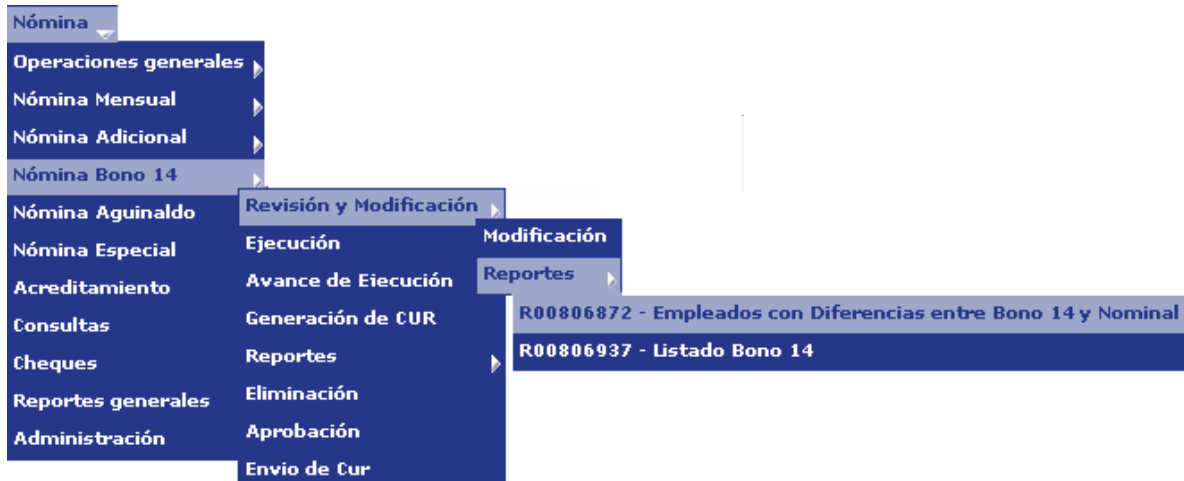 Nómina
Operaciones generales
Nómina Mensual
Nómina Adicional
Nómina Bono 14
Nómina Aguinaldo
Nómina Especial
Acreditamiento
Consultas
Cheques
Reportes generales
Administración
Revisión y Modificación
Ejecución
Avance de Ejecución
Generación de CUR
Reportes
Eliminación
Aprobación
Envio de Cur
Modificación
Reportes
R00806872 - Empleados con Diferencias entre Bono 14 y Nominal
R00806937 - Listado Bono 14